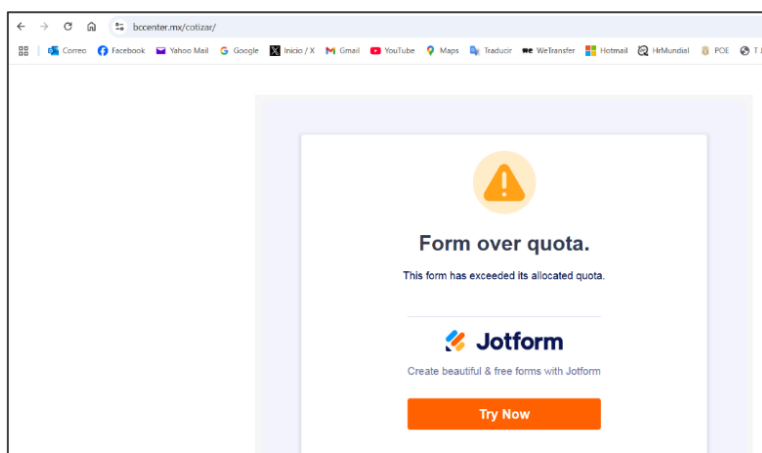 bccenter.mx/cotizar/
Correo Facebook Yahoo Mail Google Inicio / X Gmail YouTube Maps Traducir WeTransfer Hotmail HrMundial POE T J
Form over quota.
This form has exceeded its allocated quota.
Jotform
Create beautiful & free forms with Jotform
Try Now